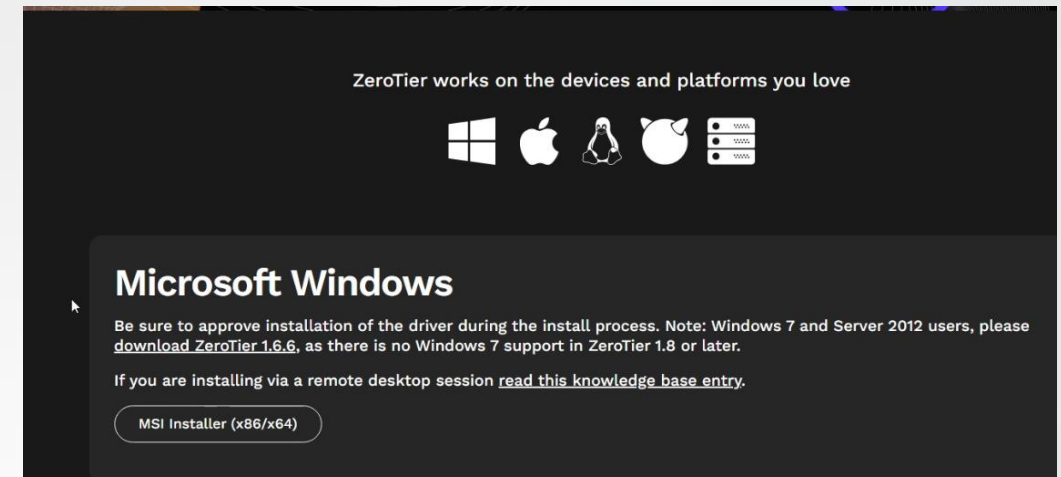 ZeroTier works on the devices and platforms you love
Microsoft Windows
Be sure to approve installation of the driver during the install process. Note: Windows 7 and Server 2012 users, please
download ZeroTier 1.6.6, as there is no Windows 7 support in ZeroTier 1.8 or later.
If you are installing via a remote desktop session read this knowledge base entry.
MSI Installer (x86/x64)